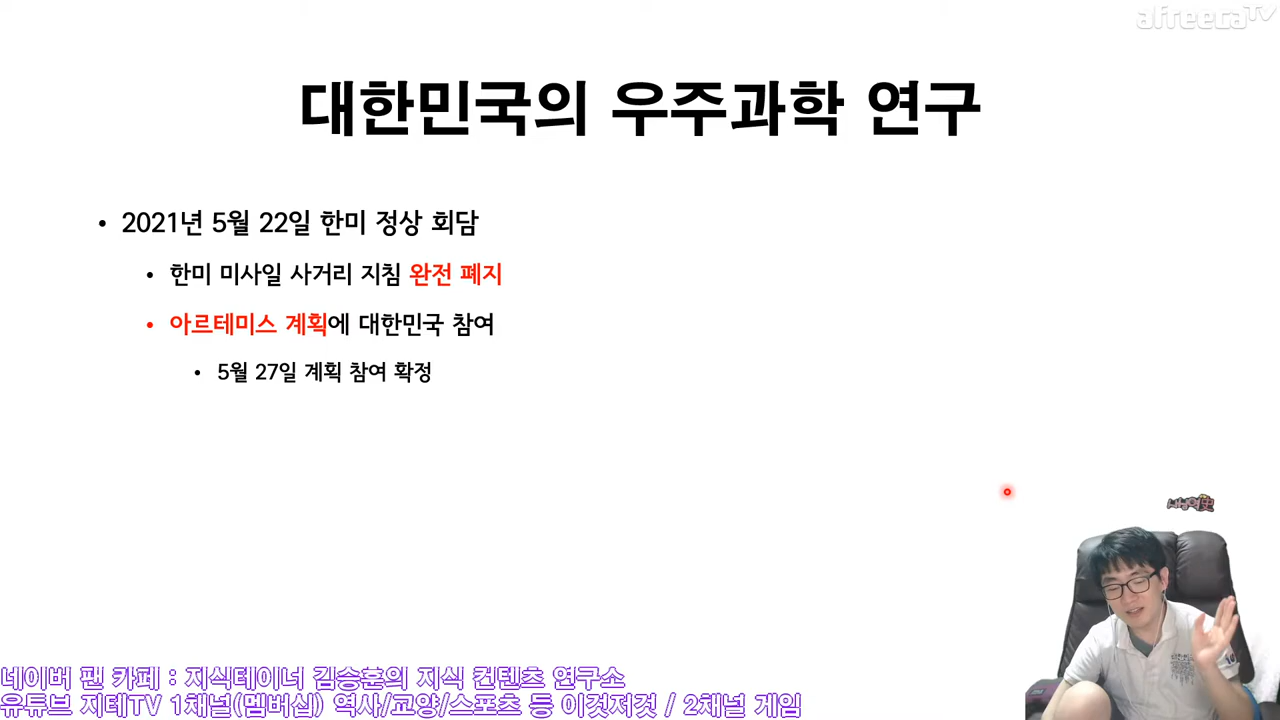 afreecaTV
대한민국의 우주과학 연구
• 2021년 5월 22일 한미 정상 회담
• 한미 미사일 사거리 지침 완전 폐지
• 아르테미스 계획에 대한민국 참여
• 5월 27일 계획 참여 확정
네이버 팬 카페 : 지식테이너 김승훈의 지식 컨텐츠 연구소
유튜브 지테TV 1채널(멤버십) 역사/교양/스포츠 등 이것저것 / 2채널 게임